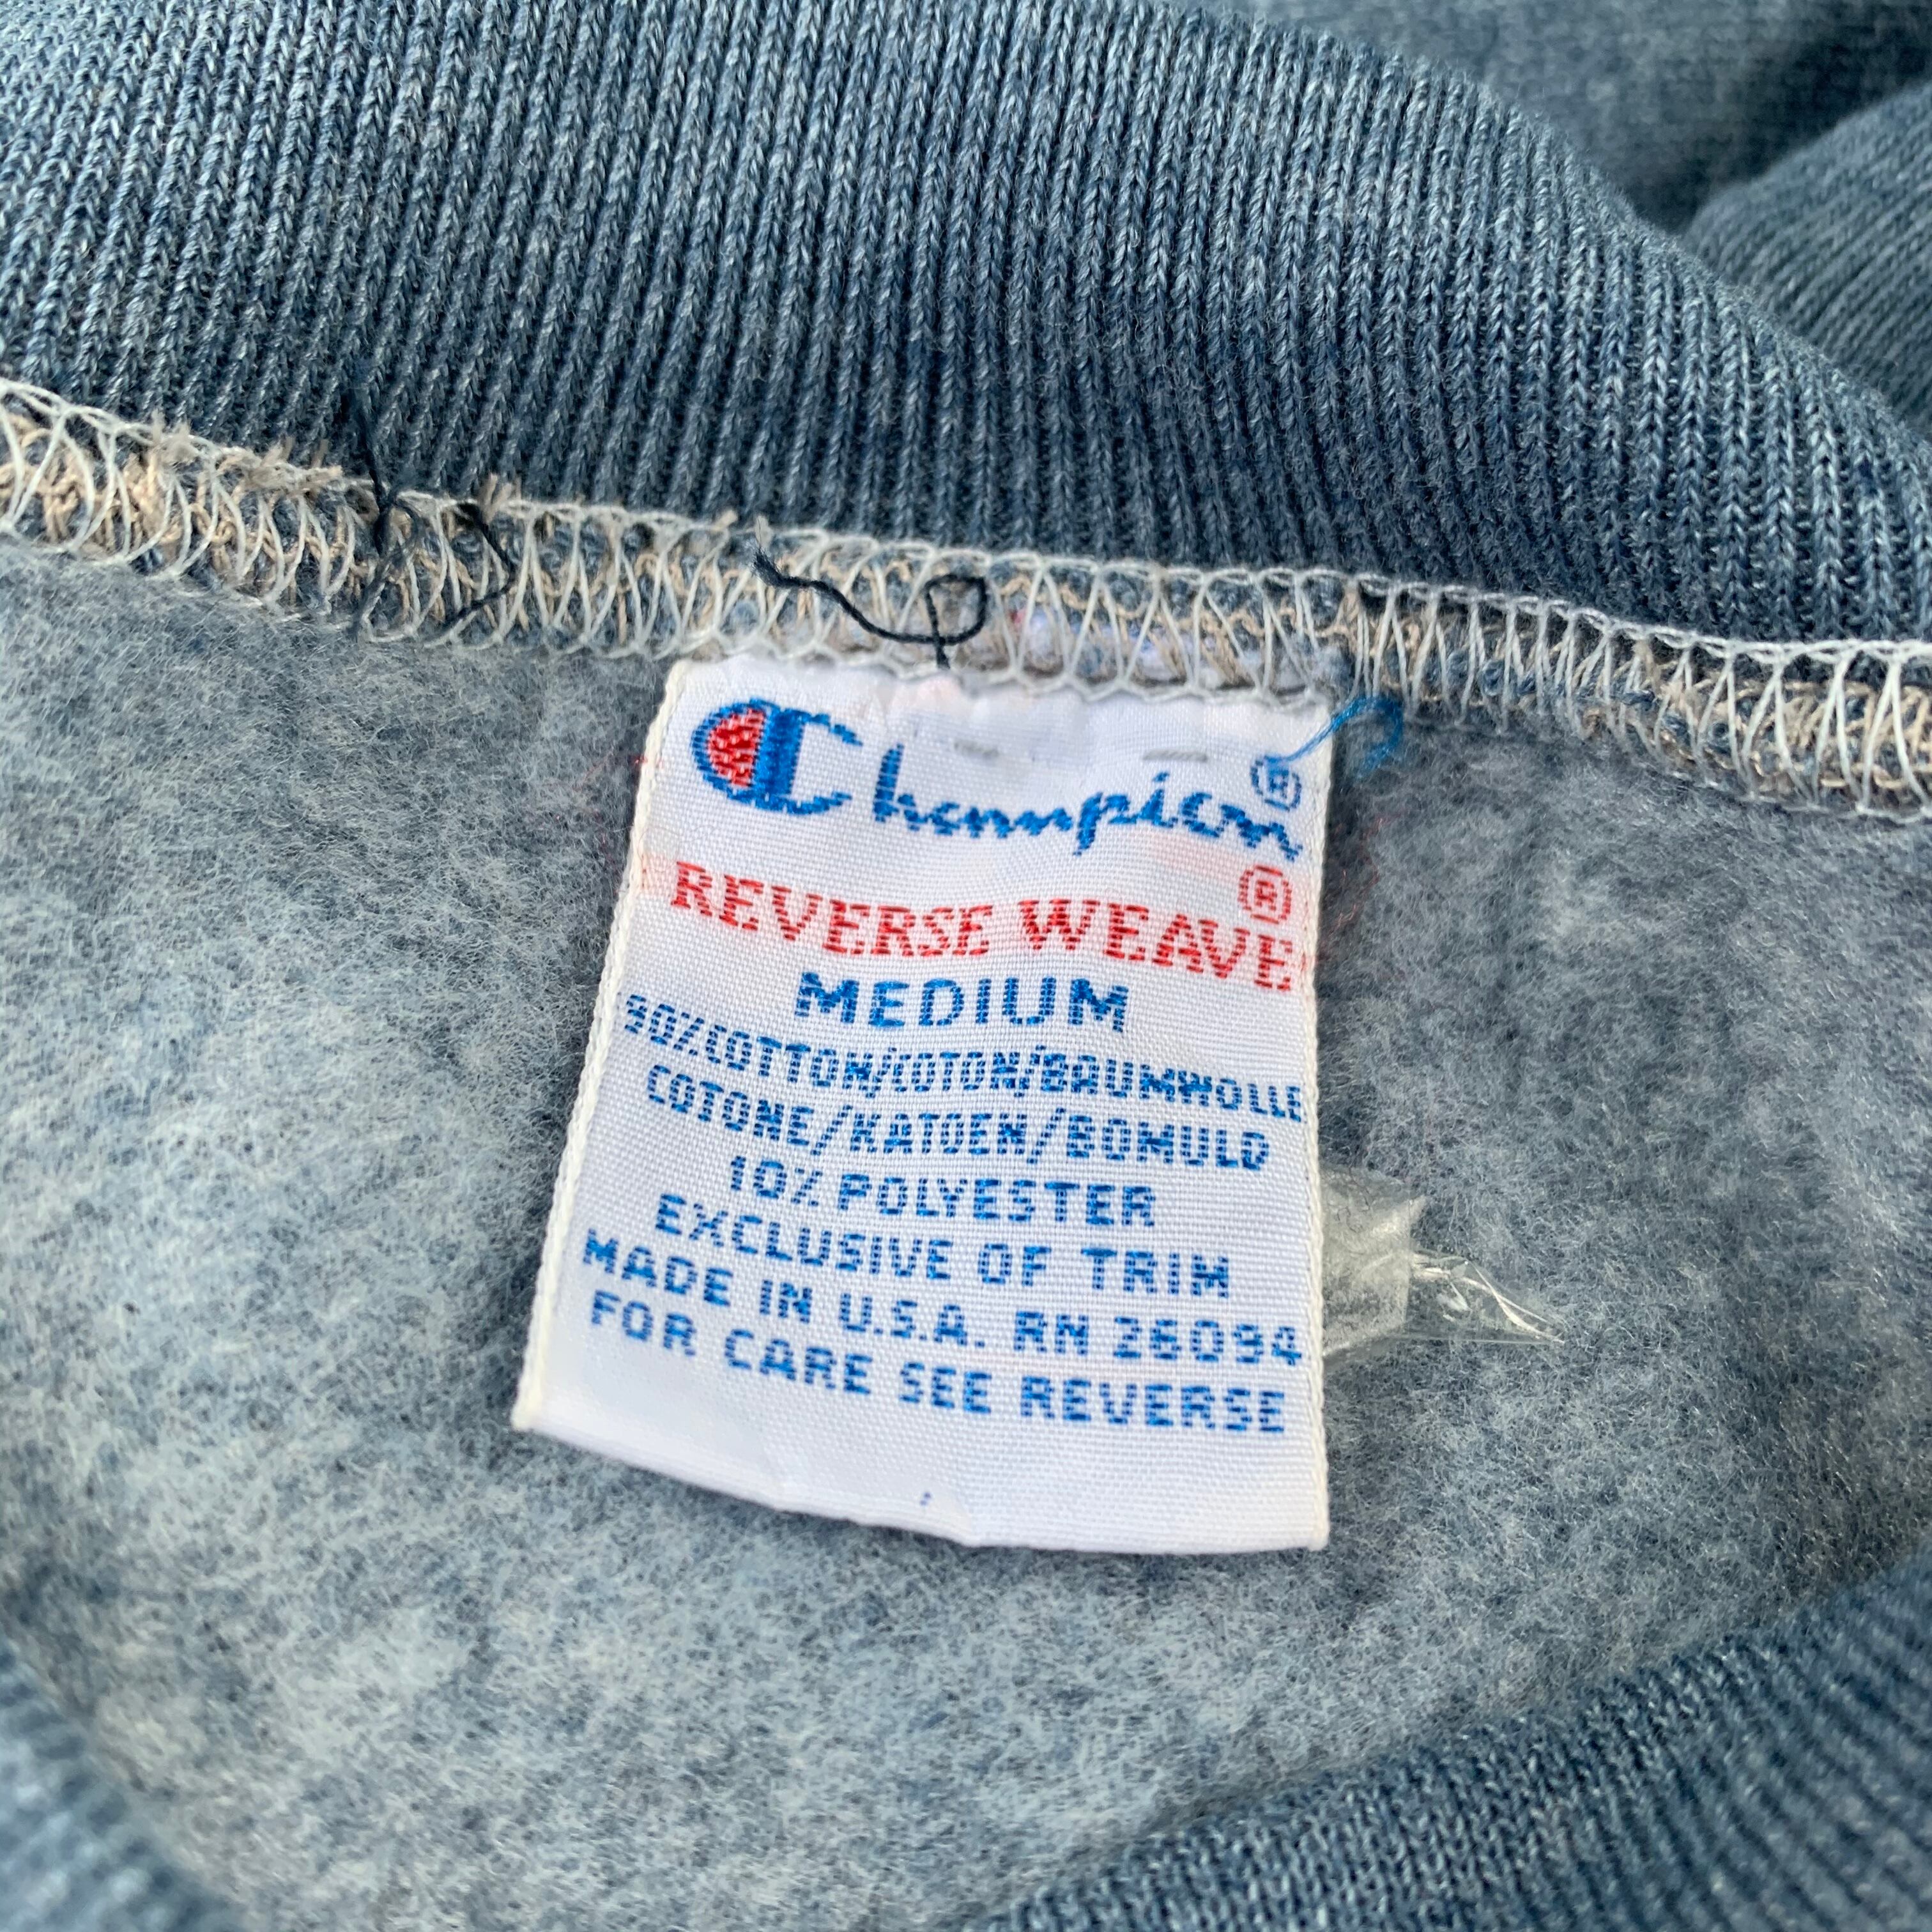 Champion®
REVERSE WEAVE®
MEDIUM
90%COTTON/COTON/BAUMWOLLE
COTONE/KATOEN/BOMULD
10%POLYESTER
EXCLUSIVE OF TRIM
MADE IN U.S.A. RN 26094
FOR CARE SEE REVERSE